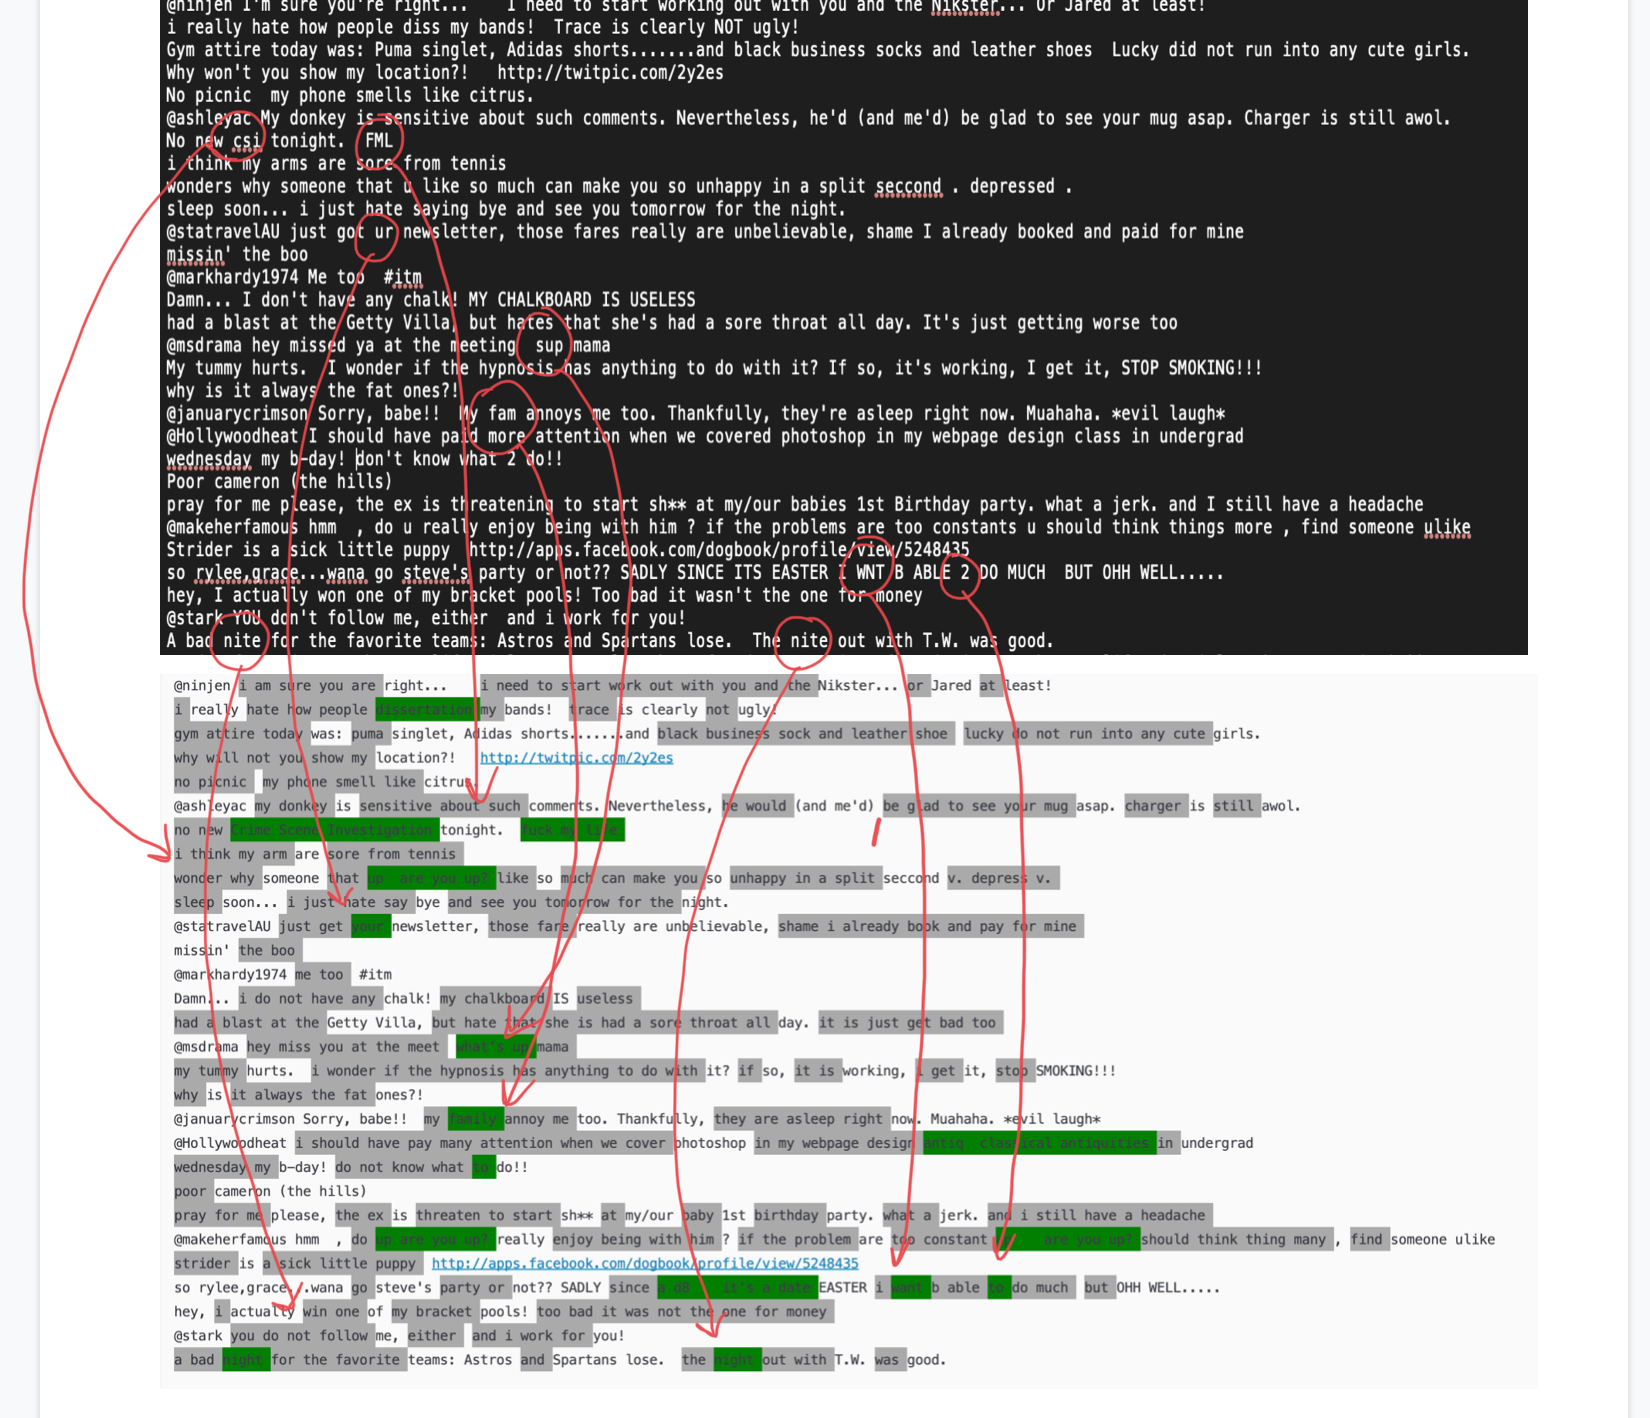 @ninjen I'm sure you're right...    I need to start working out with you and the Nikster... Or Jared at least!
i really hate how people diss my bands!  Trace is clearly NOT ugly!
Gym attire today was: Puma singlet, Adidas shorts.......and black business socks and leather shoes  Lucky did not run into any cute girls.
Why won't you show my location?!   http://twitpic.com/2y2es
No picnic  my phone smells like citrus.
@ashleyac My donkey is sensitive about such comments. Nevertheless, he'd (and me'd) be glad to see your mug asap. Charger is still awol.
No new csi tonight.  FML
i think my arms are sore from tennis
wonders why someone that u like so much can make you so unhappy in a split seccond . depressed .
sleep soon... i just hate saying bye and see you tomorrow for the night.
@statravelAU just got ur newsletter, those fares really are unbelievable, shame I already booked and paid for mine
missin' the boo
@markhardy1974 Me too  #itm
Damn... I don't have any chalk! MY CHALKBOARD IS USELESS
had a blast at the Getty Villa, but hates that she's had a sore throat all day. It's just getting worse too
@msdrama hey missed ya at the meeting  sup mama
My tummy hurts.  I wonder if the hypnosis has anything to do with it? If so, it's working, I get it, STOP SMOKING!!!
why is it always the fat ones?!
@januarycrimson Sorry, babe!!  My fam annoys me too. Thankfully, they're asleep right now. Muahaha. *evil laugh*
@Hollywoodheat I should have paid more attention when we covered photoshop in my webpage design class in undergrad
wednesday my b-day! don't know what 2 do!!
Poor cameron (the hills)
pray for me please, the ex is threatening to start sh** at my/our babies 1st Birthday party. what a jerk. and I still have a headache
@makeherfamous hmm  , do u really enjoy being with him ? if the problems are too constants u should think things more , find someone ulike
Strider is a sick little puppy  http://apps.facebook.com/dogbook/profile/view/5248435
so rylee,grace...wana go steve's party or not?? SADLY SINCE ITS EASTER I WNT B ABLE 2 DO MUCH  BUT OHH WELL.....
hey, I actually won one of my bracket pools! Too bad it wasn't the one for money
@stark YOU don't follow me, either  and i work for you!
A bad nite for the favorite teams: Astros and Spartans lose.  The nite out with T.W. was good.
@ninjen i am sure you are right...    i need to start work out with you and the Nikster... or Jared at least!
i really hate how people dissertation my bands!  trace is clearly not ugly!
gym attire today was: puma singlet, Adidas shorts.......and black business sock and leather shoe  lucky do not run into any cute girls.
why will not you show my location?!   http://twitpic.com/2y2es
no picnic  my phone smell like citrus.
@ashleyac my donkey is sensitive about such comments. Nevertheless, he would (and me'd) be glad to see your mug asap. charger is still awol.
no new Crime Scene Investigation tonight.  fuck my life
i think my arm are sore from tennis
wonder why someone that up  are you up? like so much can make you so unhappy in a split seccond v. depress v.
sleep soon... i just hate say bye and see you tomorrow for the night.
@statravelAU just get your newsletter, those fare really are unbelievable, shame i already book and pay for mine
missin' the boo
@markhardy1974 me too  #itm
Damn... i do not have any chalk! my chalkboard IS useless
had a blast at the Getty Villa, but hate that she is had a sore throat all day. it is just get bad too
@msdrama hey miss you at the meet  what's up mama
my tummy hurts.  i wonder if the hypnosis has anything to do with it? if so, it is working, i get it, stop SMOKING!!!
why is it always the fat ones?!
@januarycrimson Sorry, babe!!  my family annoy me too. Thankfully, they are asleep right now. Muahaha. *evil laugh*
@Hollywoodheat i should have pay many attention when we cover photoshop in my webpage design antiq  classical antiquities in undergrad
wednesday my b-day! do not know what to do!!
poor cameron (the hills)
pray for me please, the ex is threaten to start sh** at my/our baby 1st birthday party. what a jerk. and i still have a headache
@makeherfamous hmm  , do up are you up? really enjoy being with him ? if the problem are too constant are you up? should think thing many , find someone ulike
strider is a sick little puppy  http://apps.facebook.com/dogbook/profile/view/5248435
so rylee,grace...wana go steve's party or not?? SADLY since a d8  it's a date EASTER i want b able to do much  but OHH WELL.....
hey, i actually win one of my bracket pools! too bad it was not the one for money
@stark you do not follow me, either  and i work for you!
a bad night for the favorite teams: Astros and Spartans lose.  the night out with T.W. was good.